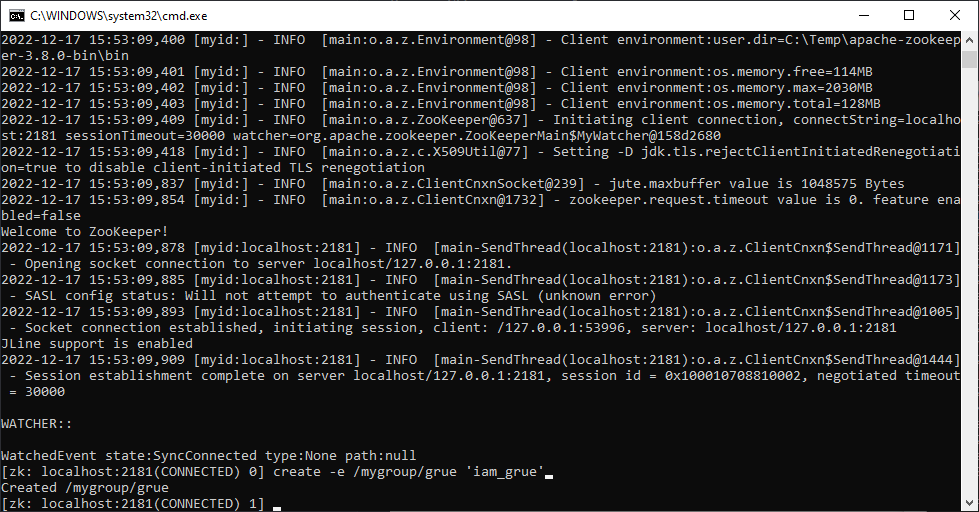 C:\WINDOWS\system32\cmd.exe
2022-12-17 15:53:09,400 [myid:] - INFO  [main:o.a.z.Environment@98] - Client environment:user.dir=C:\Temp\apache-zookeep
er-3.8.0-bin\bin
2022-12-17 15:53:09,401 [myid:] - INFO  [main:o.a.z.Environment@98] - Client environment:os.memory.free=114MB
2022-12-17 15:53:09,402 [myid:] - INFO  [main:o.a.z.Environment@98] - Client environment:os.memory.max=2030MB
2022-12-17 15:53:09,403 [myid:] - INFO  [main:o.a.z.Environment@98] - Client environment:os.memory.total=128MB
2022-12-17 15:53:09,409 [myid:] - INFO  [main:o.a.z.ZooKeeper@637] - Initiating client connection, connectString=localho
st:2181 sessionTimeout=30000 watcher=org.apache.zookeeper.ZooKeeperMain$MyWatcher@158d2680
2022-12-17 15:53:09,418 [myid:] - INFO  [main:o.a.z.c.X509Util@77] - Setting -D jdk.tls.rejectClientInitiatedRenegotiati
on=true to disable client-initiated TLS renegotiation
2022-12-17 15:53:09,837 [myid:] - INFO  [main:o.a.z.ClientCnxnSocket@239] - jute.maxbuffer value is 1048575 Bytes
2022-12-17 15:53:09,854 [myid:] - INFO  [main:o.a.z.ClientCnxn@1732] - zookeeper.request.timeout value is 0. feature ena
bled=false
Welcome to ZooKeeper!
2022-12-17 15:53:09,878 [myid:localhost:2181] - INFO  [main-SendThread(localhost:2181):o.a.z.ClientCnxn$SendThread@1171]
 - Opening socket connection to server localhost/127.0.0.1:2181.
2022-12-17 15:53:09,885 [myid:localhost:2181] - INFO  [main-SendThread(localhost:2181):o.a.z.ClientCnxn$SendThread@1173]
 - SASL config status: Will not attempt to authenticate using SASL (unknown error)
2022-12-17 15:53:09,893 [myid:localhost:2181] - INFO  [main-SendThread(localhost:2181):o.a.z.ClientCnxn$SendThread@1005]
 - Socket connection established, initiating session, client: /127.0.0.1:53996, server: localhost/127.0.0.1:2181
JLine support is enabled
2022-12-17 15:53:09,909 [myid:localhost:2181] - INFO  [main-SendThread(localhost:2181):o.a.z.ClientCnxn$SendThread@1444]
 - Session establishment complete on server localhost/127.0.0.1:2181, session id = 0x100010708810002, negotiated timeout
 = 30000
WATCHER::
WatchedEvent state:SyncConnected type:None path:null
[zk: localhost:2181(CONNECTED) 0] create -e /mygroup/grue 'iam_grue'
Created /mygroup/grue
[zk: localhost:2181(CONNECTED) 1]